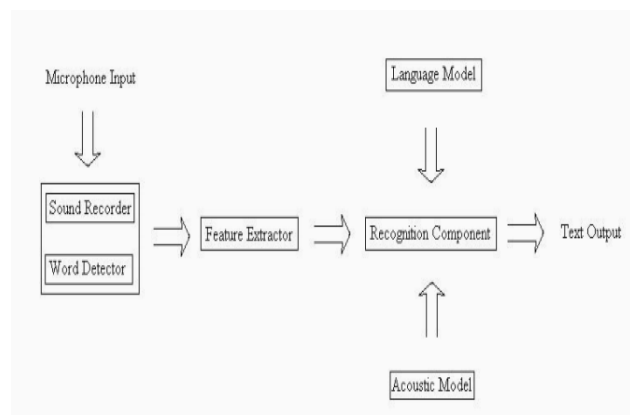 Microphone Input
Language Model
Sound Recorder
Word Detector
Feature Extractor
Recognition Component
Text Output
Acoustic Model